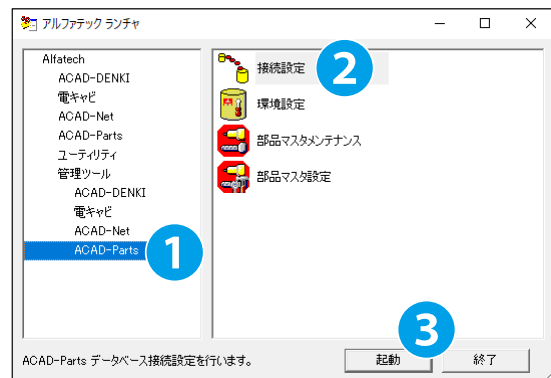 アルファテック ランチャ
Alfatech
ACAD-DENKI
電キャビ
ACAD-Net
ACAD-Parts
ユーティリティ
管理ツール
ACAD-DENKI
電キャビ
ACAD-Net
ACAD-Parts
1
接続設定
2
環境設定
部品マスタメンテナンス
部品マスタ設定
3
ACAD-Parts データベース接続設定を行います。
起動
終了